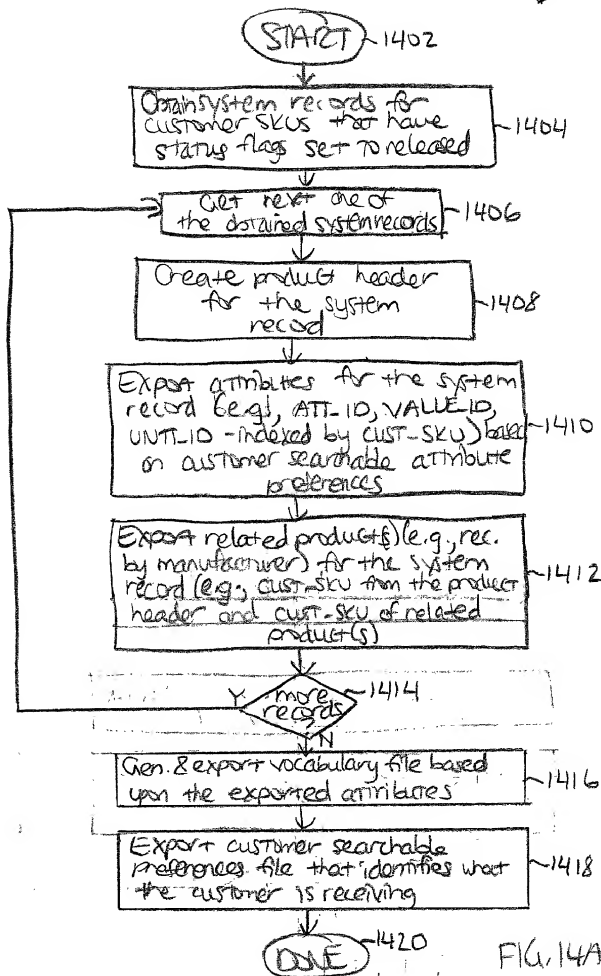 START 1402
Obtain system records for
customer SKUs that have
status flags set to released
1404
Get next one of
the obtained system records
1406
Create product header
for the system
record
1408
Export attributes for the system
record (e.g., ATT_ID, VALUE_ID,
UNIT_ID - indexed by CUST_SKU) based
on customer searchable attribute
preferences
1410
Export related product(s) (e.g., rec.
by manufacturer) for the system
record (e.g., CUST_SKU from the product
header and CUST_SKU of related
product(s)
1412
more
records
?
1414
Y
N
Gen. & export vocabulary file based
upon the exported attributes
1416
Export customer searchable
preferences file that identifies what
the customer is receiving
1418
DONE 1420
FIG. 14A